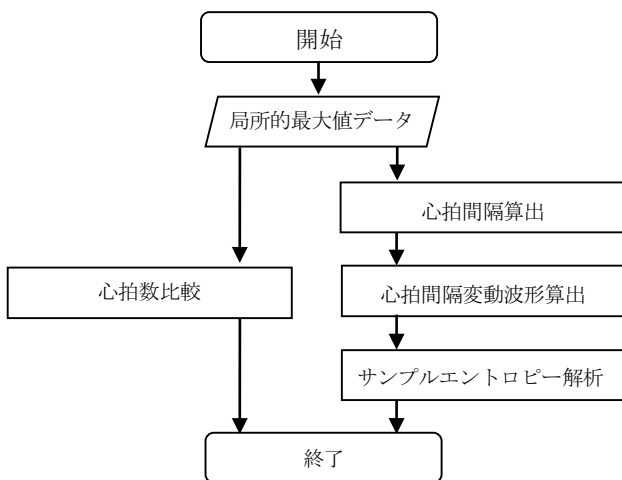 開始
局所的最大値データ
心拍間隔算出
心拍数比較
心拍間隔変動波形算出
サンプルエントロピー解析
終了